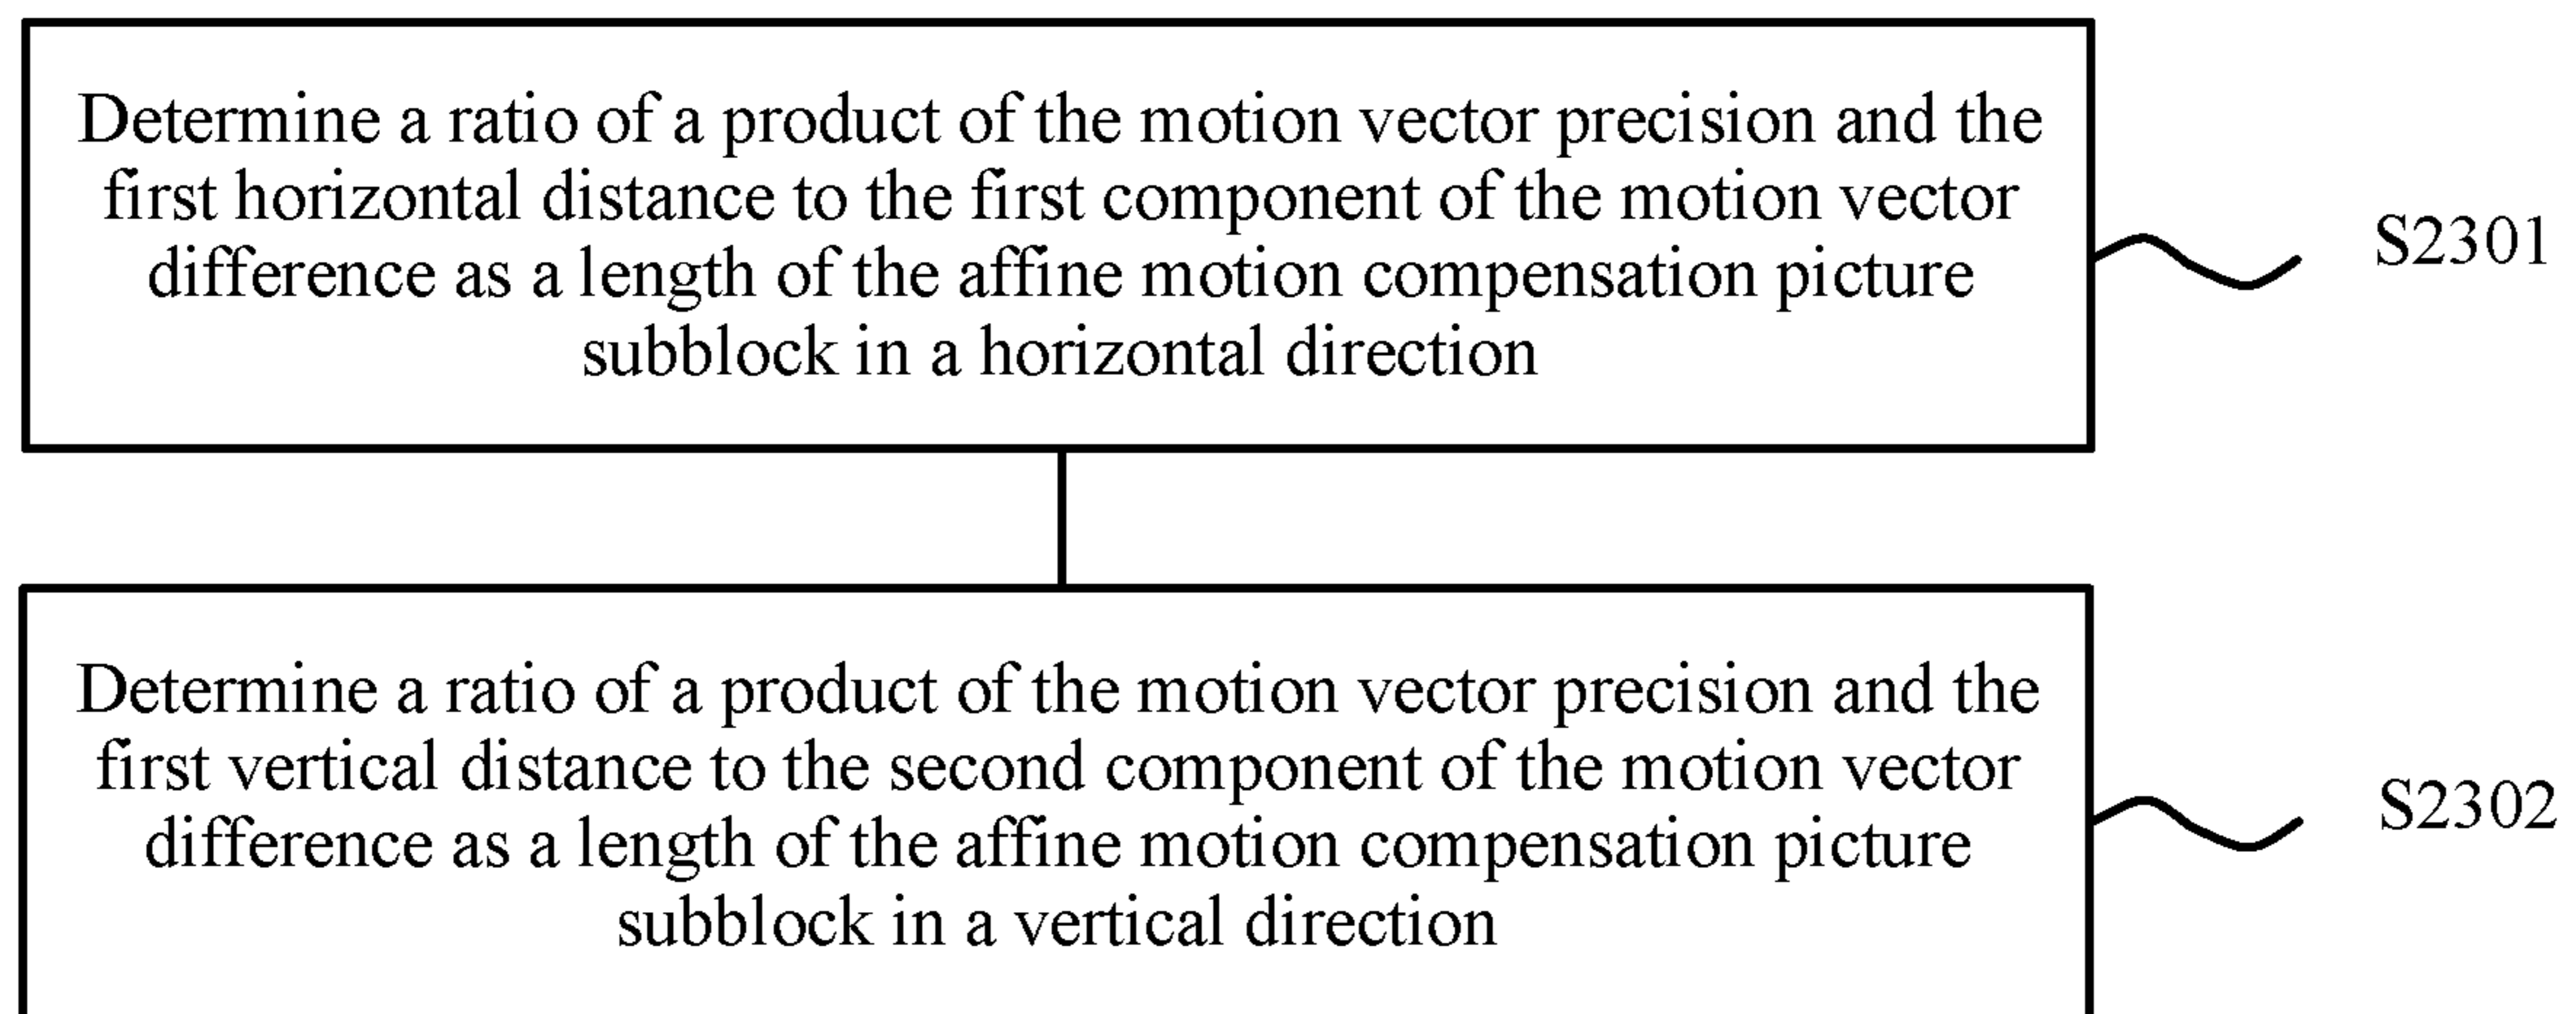 Determine a ratio of a product of the motion vector precision and the
first horizontal distance to the first component of the motion vector
difference as a length of the affine motion compensation picture
subblock in a horizontal direction
S2301
Determine a ratio of a product of the motion vector precision and the
first vertical distance to the second component of the motion vector
difference as a length of the affine motion compensation picture
subblock in a vertical direction
S2302